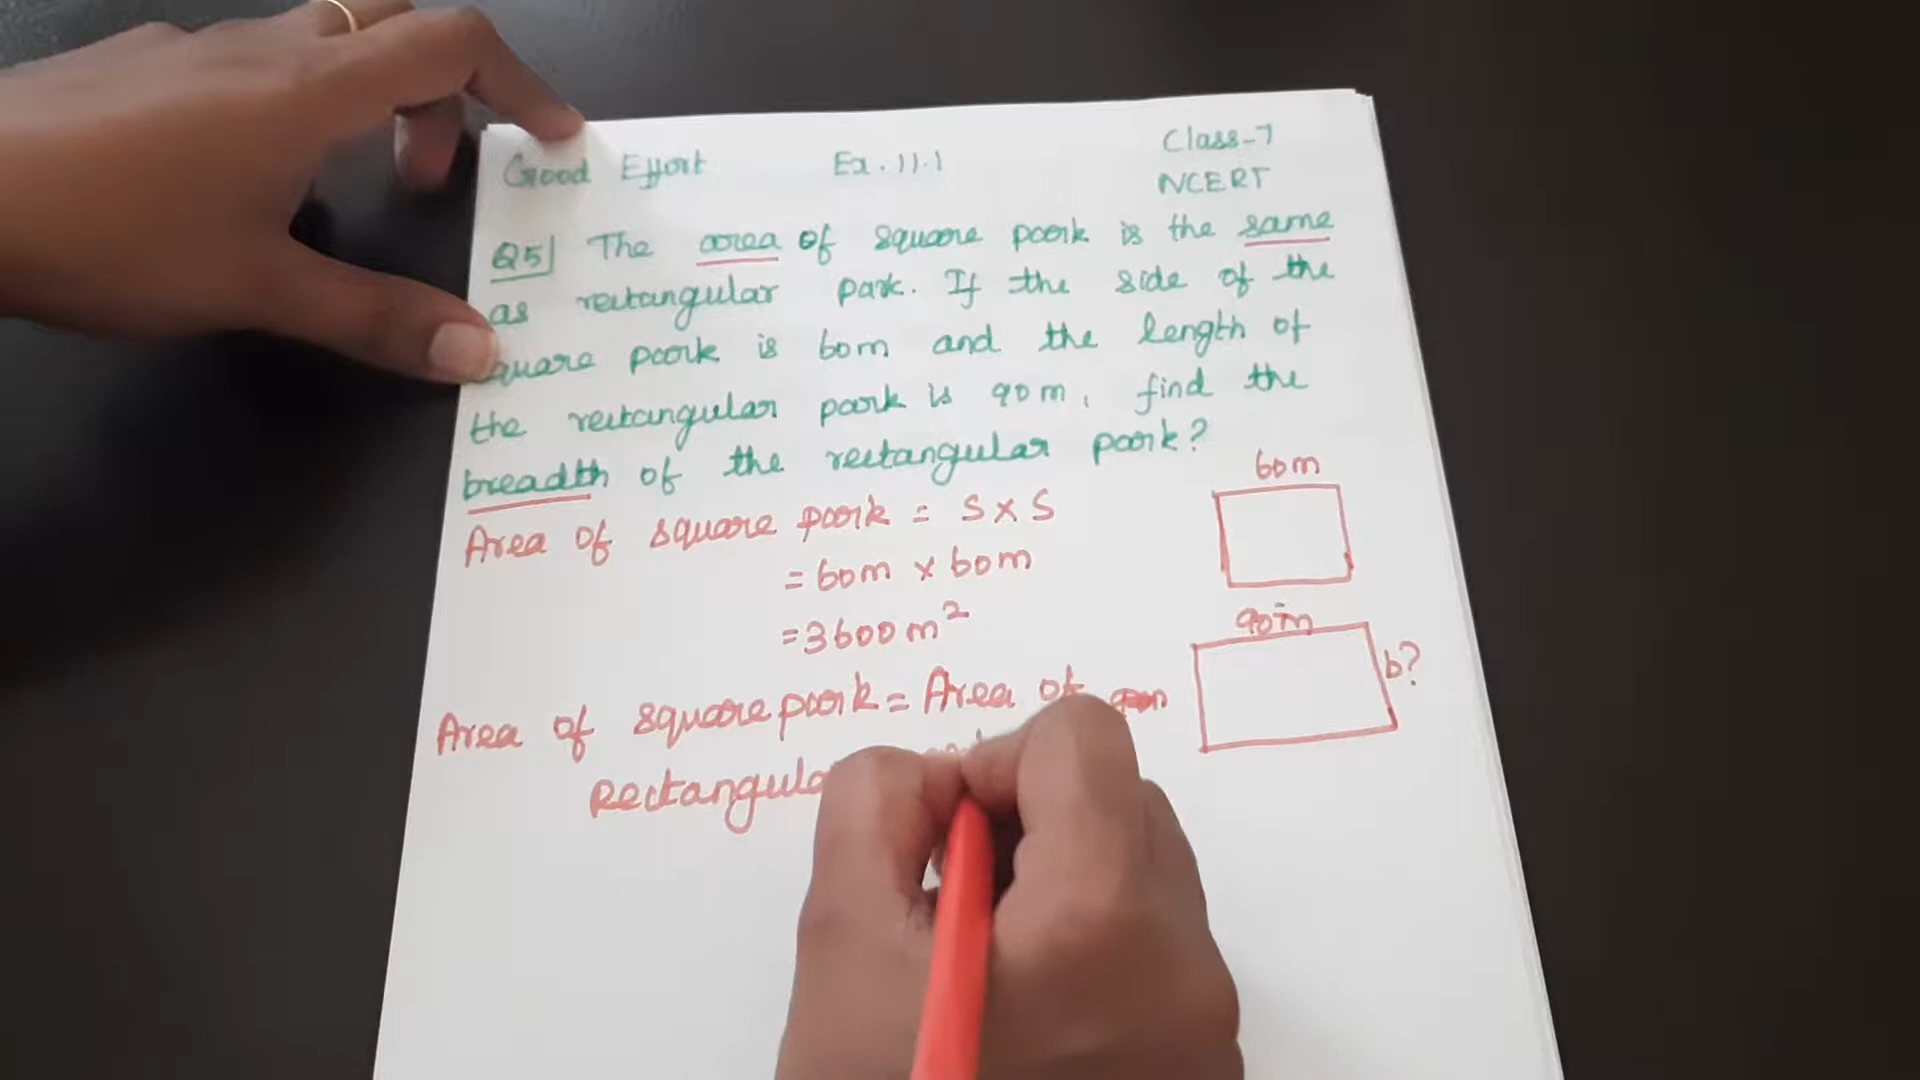 Good Effort Ex. 11.1 Class-7
NCERT
Q5| The area of square park is the same
as rectangular park. If the side of the
square park is 60m and the length of
the rectangular park is 90m, find the
breadth of the rectangular park?
60m
Area of square park = S x S
= 60m x 60m
= 3600 m²
90m
b?
Area of square park = Area of
Rectangula